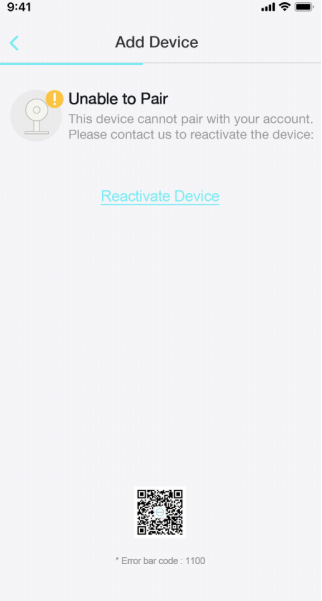 9:41
Add Device
Unable to Pair
This device cannot pair with your account.
Please contact us to reactivate the device:
Reactivate Device
* Error bar code : 1100